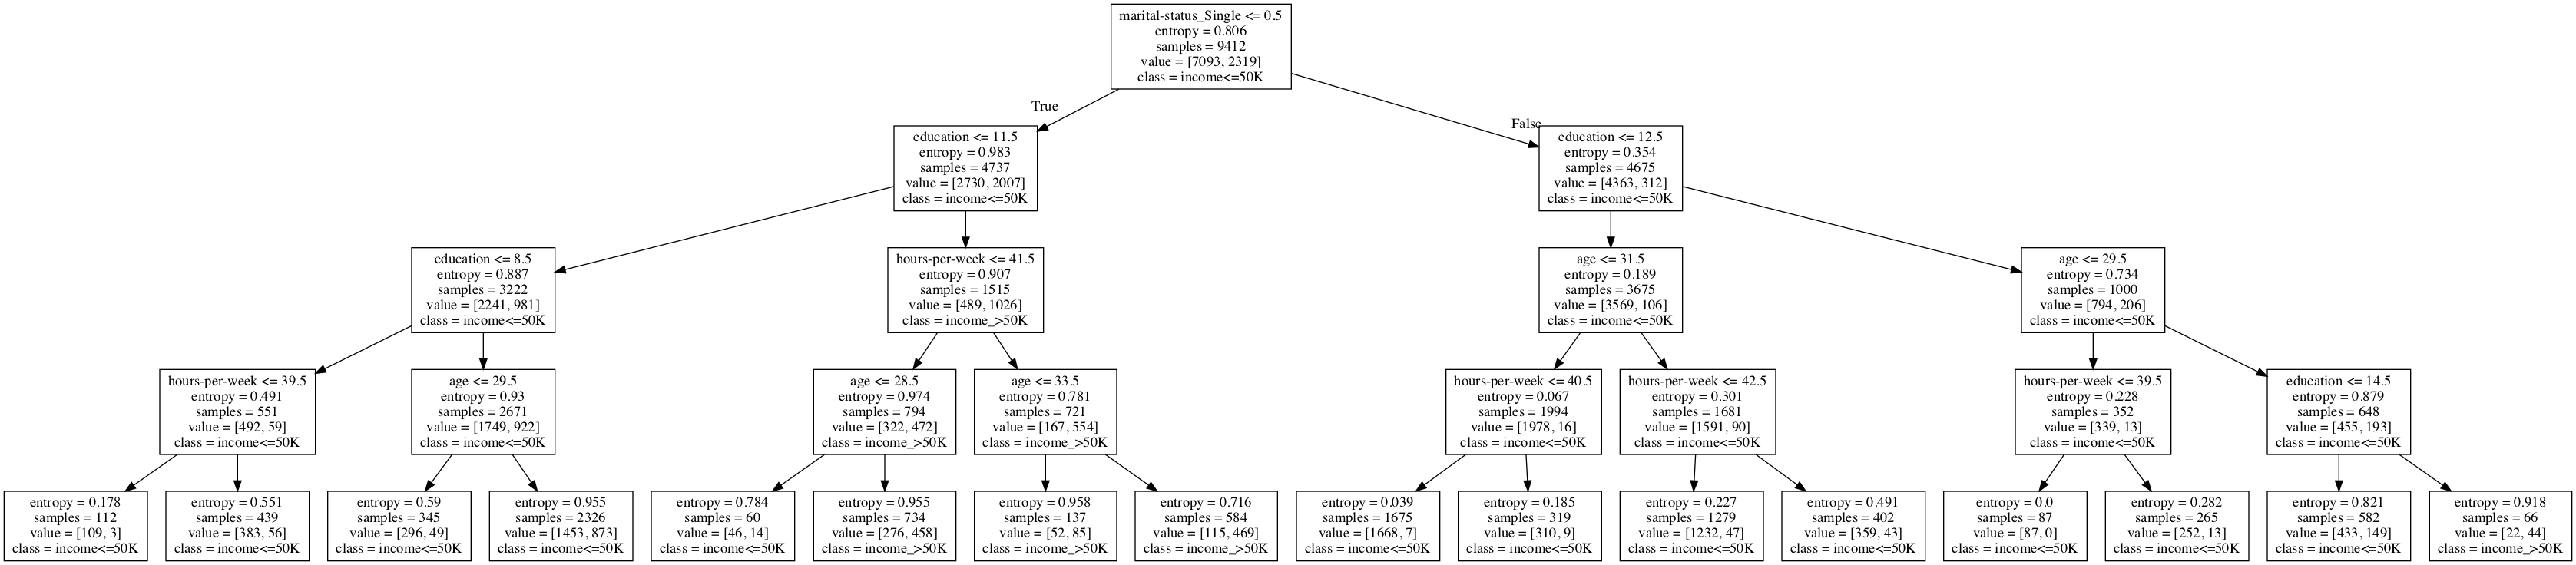 marital-status_Single <= 0.5
entropy = 0.806
samples = 9412
value = [7093, 2319]
class = income<=50K
True
False
education <= 11.5
entropy = 0.983
samples = 4737
value = [2730, 2007]
class = income<=50K
education <= 12.5
entropy = 0.354
samples = 4675
value = [4363, 312]
class = income<=50K
education <= 8.5
entropy = 0.887
samples = 3222
value = [2241, 981]
class = income<=50K
hours-per-week <= 41.5
entropy = 0.907
samples = 1515
value = [489, 1026]
class = income_>50K
age <= 31.5
entropy = 0.189
samples = 3675
value = [3569, 106]
class = income<=50K
age <= 29.5
entropy = 0.734
samples = 1000
value = [794, 206]
class = income<=50K
hours-per-week <= 39.5
entropy = 0.491
samples = 551
value = [492, 59]
class = income<=50K
age <= 29.5
entropy = 0.93
samples = 2671
value = [1749, 922]
class = income<=50K
age <= 28.5
entropy = 0.974
samples = 794
value = [322, 472]
class = income_>50K
age <= 33.5
entropy = 0.781
samples = 721
value = [167, 554]
class = income_>50K
hours-per-week <= 40.5
entropy = 0.067
samples = 1994
value = [1978, 16]
class = income<=50K
hours-per-week <= 42.5
entropy = 0.301
samples = 1681
value = [1591, 90]
class = income<=50K
hours-per-week <= 39.5
entropy = 0.228
samples = 352
value = [339, 13]
class = income<=50K
education <= 14.5
entropy = 0.879
samples = 648
value = [455, 193]
class = income<=50K
entropy = 0.178
samples = 112
value = [109, 3]
class = income<=50K
entropy = 0.551
samples = 439
value = [383, 56]
class = income<=50K
entropy = 0.59
samples = 345
value = [296, 49]
class = income<=50K
entropy = 0.955
samples = 2326
value = [1453, 873]
class = income<=50K
entropy = 0.784
samples = 60
value = [46, 14]
class = income<=50K
entropy = 0.955
samples = 734
value = [276, 458]
class = income_>50K
entropy = 0.958
samples = 137
value = [52, 85]
class = income_>50K
entropy = 0.716
samples = 584
value = [115, 469]
class = income_>50K
entropy = 0.039
samples = 1675
value = [1668, 7]
class = income<=50K
entropy = 0.185
samples = 319
value = [310, 9]
class = income<=50K
entropy = 0.227
samples = 1279
value = [1232, 47]
class = income<=50K
entropy = 0.491
samples = 402
value = [359, 43]
class = income<=50K
entropy = 0.0
samples = 87
value = [87, 0]
class = income<=50K
entropy = 0.282
samples = 265
value = [252, 13]
class = income<=50K
entropy = 0.821
samples = 582
value = [433, 149]
class = income<=50K
entropy = 0.918
samples = 66
value = [22, 44]
class = income_>50K